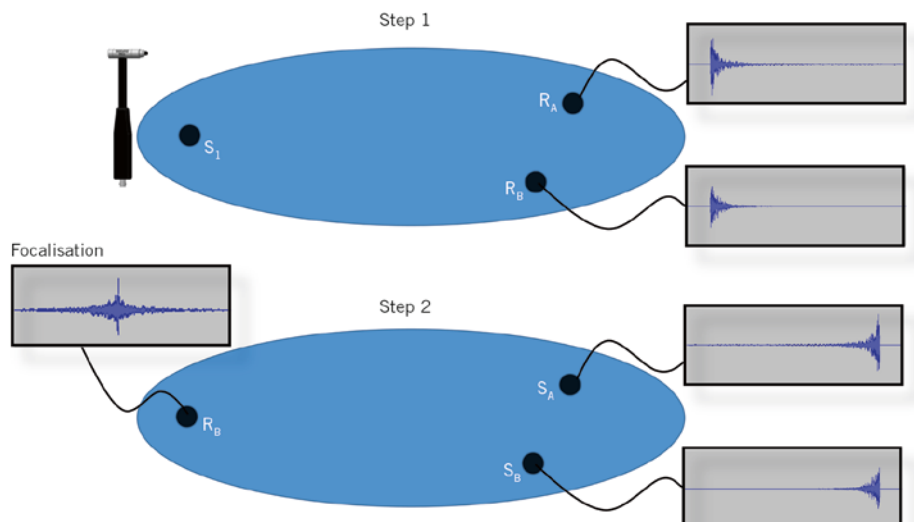 Step 1
S1
RA
RB
Focalisation
Step 2
RB
SA
SB